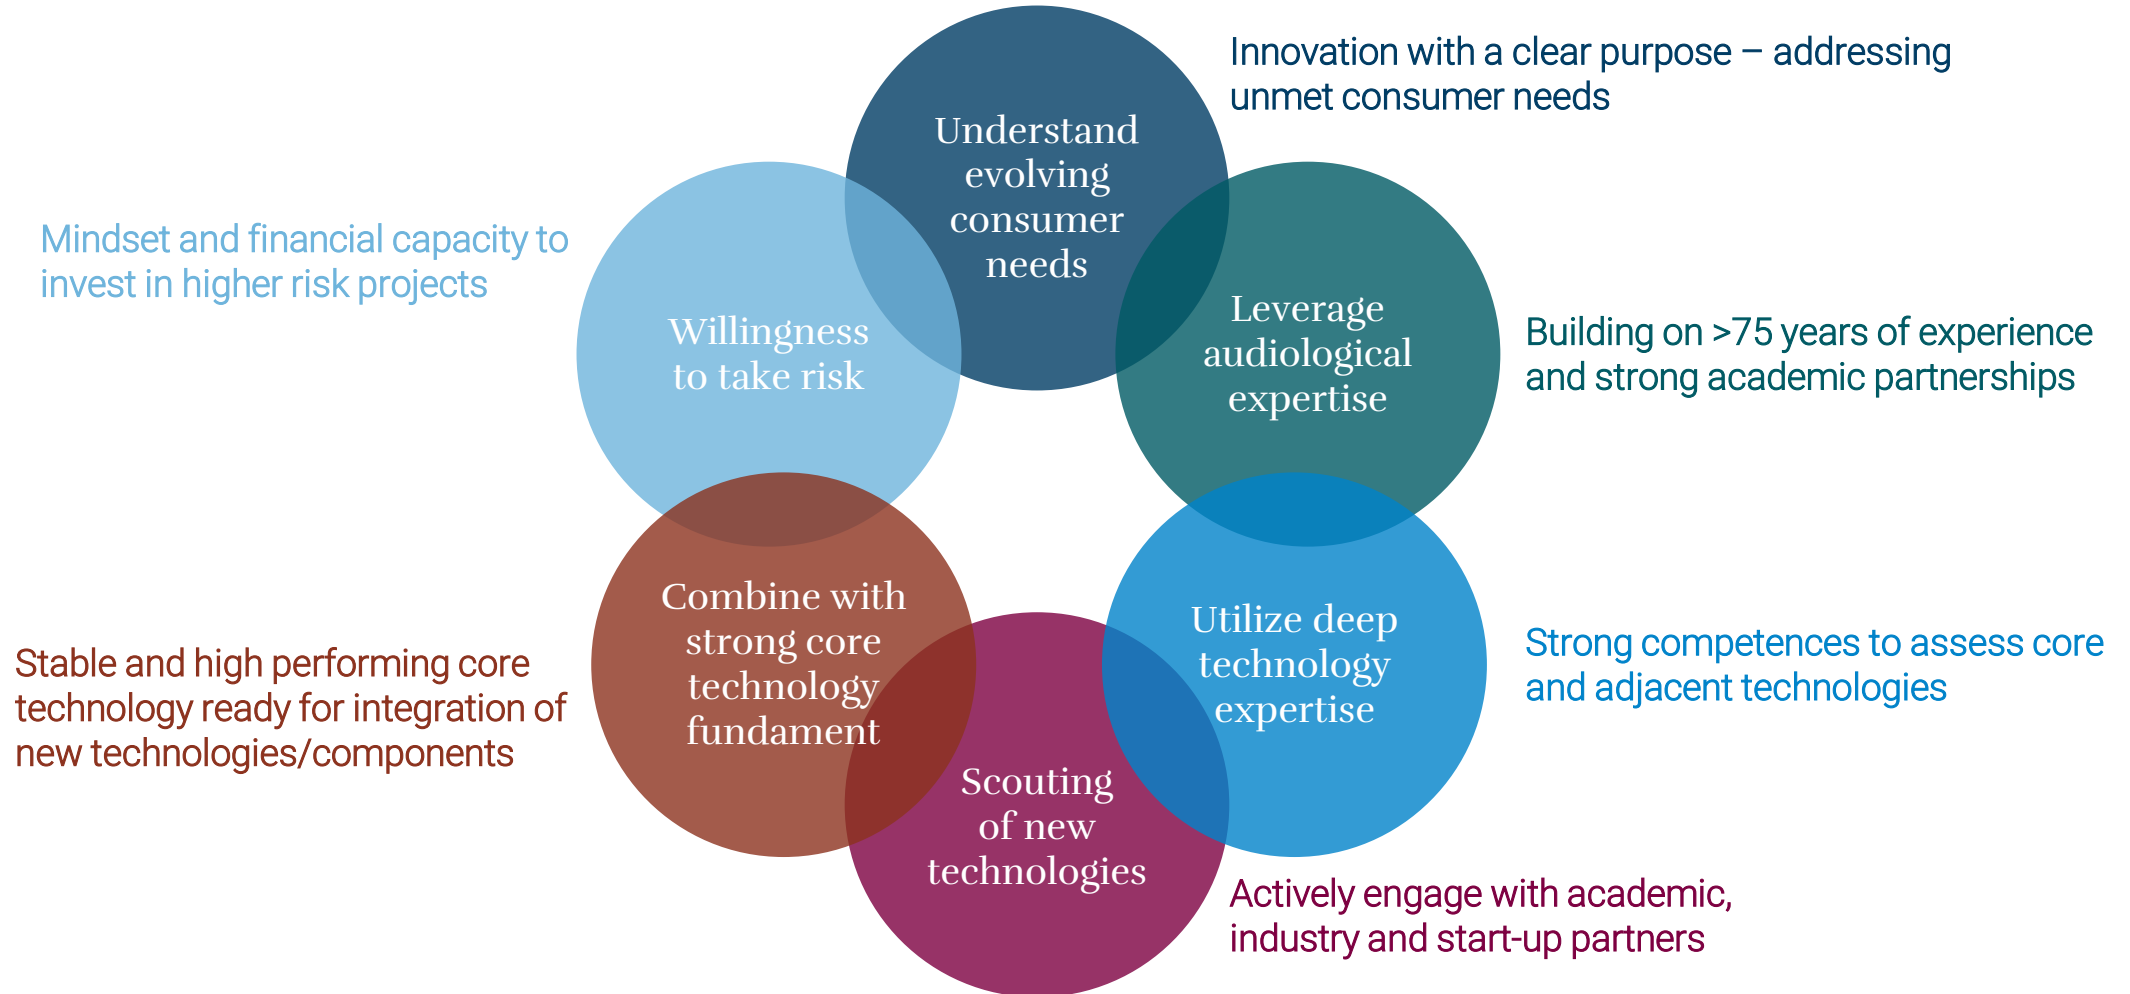 Understand
evolving
consumer
needs
Innovation with a clear purpose – addressing
unmet consumer needs
Leverage
audiological
expertise
Building on >75 years of experience
and strong academic partnerships
Utilize deep
technology
expertise
Strong competences to assess core
and adjacent technologies
Scouting
of new
technologies
Actively engage with academic,
industry and start-up partners
Combine with
strong core
technology
fundament
Stable and high performing core
technology ready for integration of
new technologies/components
Willingness
to take risk
Mindset and financial capacity to
invest in higher risk projects